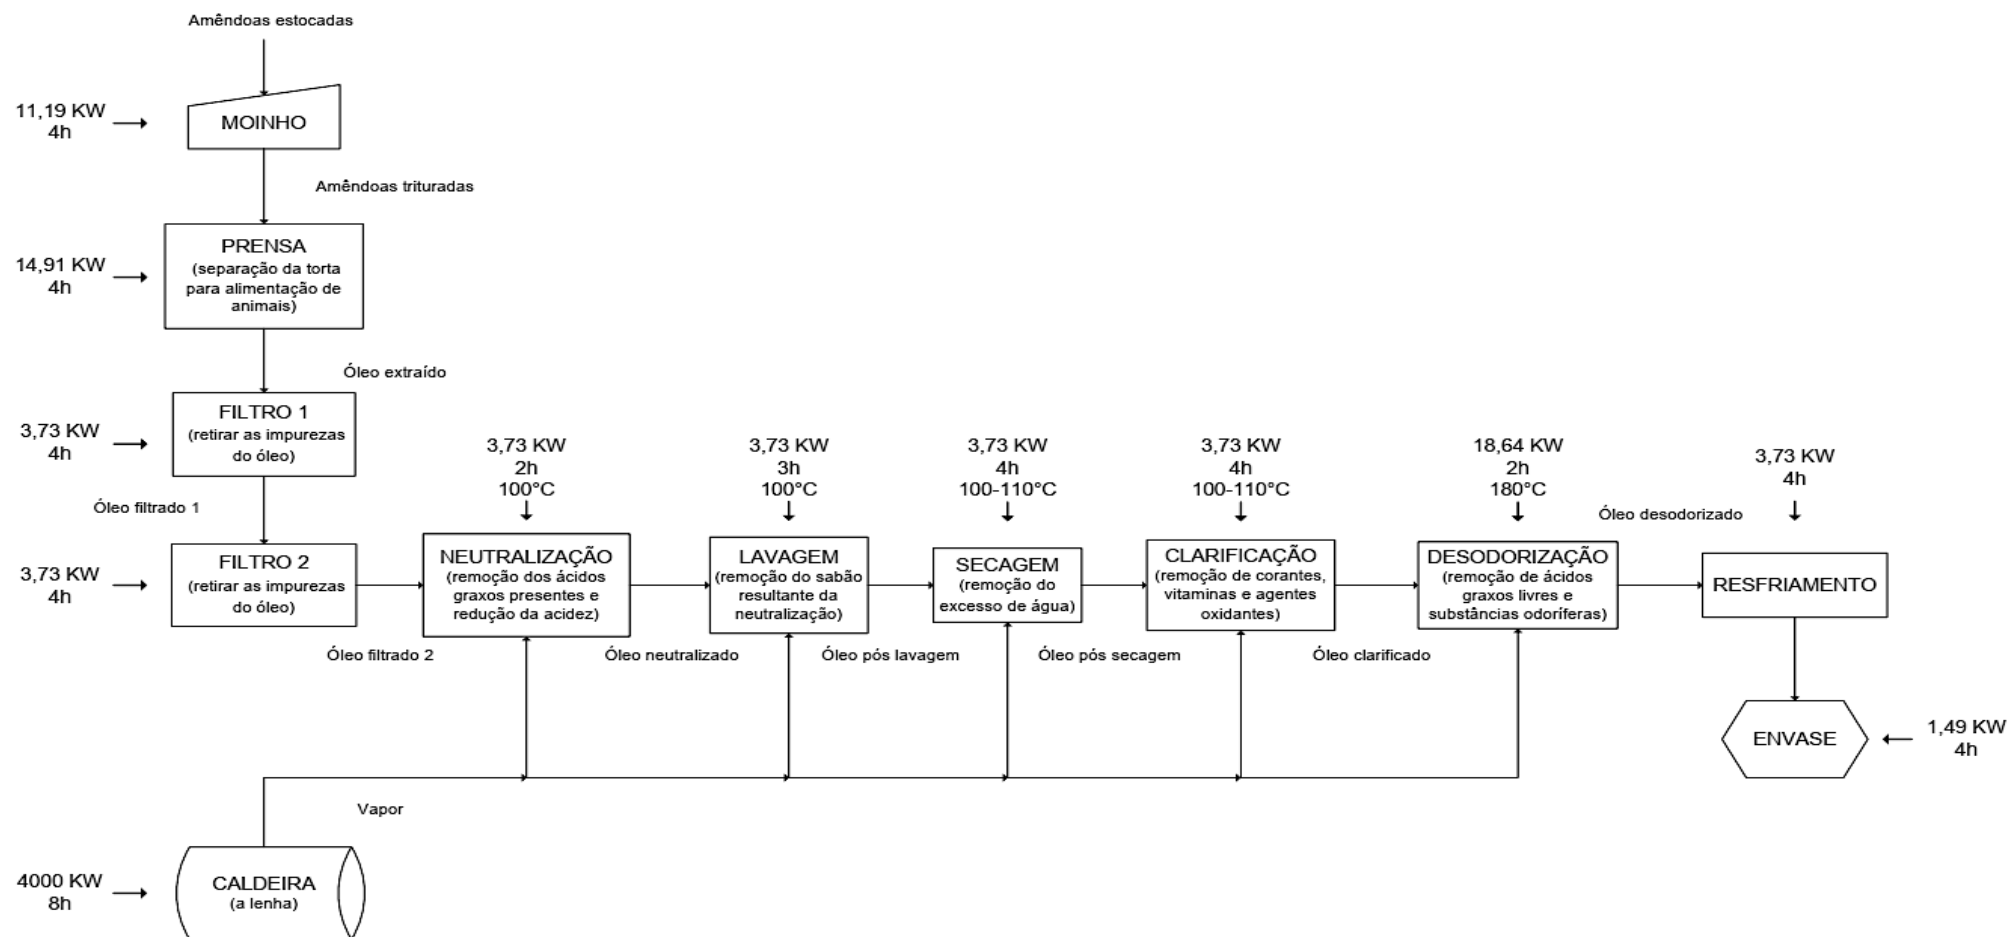 Amêndoas estocadas
11,19 KW
4h
MOINHO
Amêndoas trituradas
14,91 KW
4h
PRENSA
(separação da torta
para alimentação de
animais)
Óleo extraído
3,73 KW
4h
FILTRO 1
(retirar as impurezas
do óleo)
Óleo filtrado 1
3,73 KW
4h
FILTRO 2
(retirar as impurezas
do óleo)
Óleo filtrado 2
3,73 KW
2h
100°C
NEUTRALIZAÇÃO
(remoção dos ácidos
graxos presentes e
redução da acidez)
Óleo neutralizado
3,73 KW
3h
100°C
LAVAGEM
(remoção do sabão
resultante da
neutralização)
Óleo pós lavagem
3,73 KW
4h
100-110°C
SECAGEM
(remoção do
excesso de água)
Óleo pós secagem
3,73 KW
4h
100-110°C
CLARIFICAÇÃO
(remoção de corantes,
vitaminas e agentes
oxidantes)
Óleo clarificado
18,64 KW
2h
180°C
DESODORIZAÇÃO
(remoção de ácidos
graxos livres e
substâncias odoríferas)
Óleo desodorizado
3,73 KW
4h
RESFRIAMENTO
ENVASE
1,49 KW
4h
Vapor
4000 KW
8h
CALDEIRA
(a lenha)